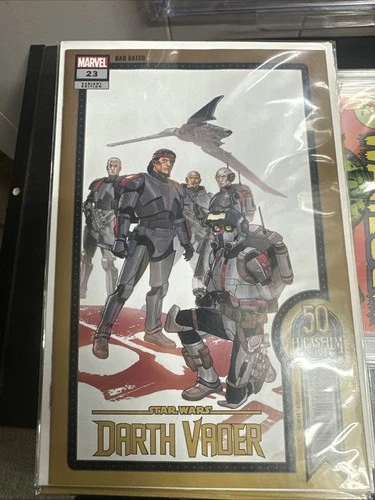 MARVEL
BAD BATCH
23
VARIANT
EDITION
50
LUCASFILM
STAR WARS
DARTH VADER